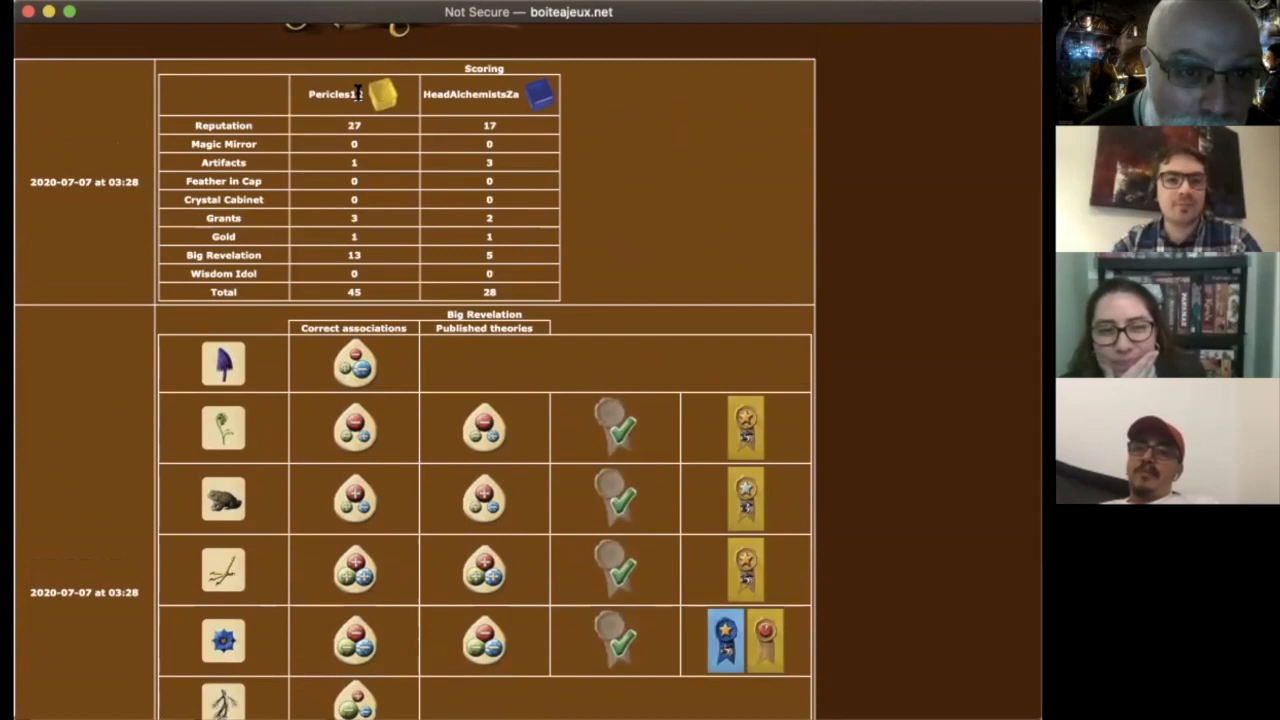 Not Secure — boiteajeux.net
Scoring
HeadAlchemistsZa
Reputation 27 17
Magic Mirror 0 0
Artifacts 1 3
2020-07-07 at 03:28
Feather in Cap 0 0
Crystal Cabinet 0 0
Grants 3 2
Gold 1 1
Big Revelation 13 5
Wisdom Idol 0 0
Total 45 28
Big Revelation
Correct associations Published theories
2020-07-07 at 03:28